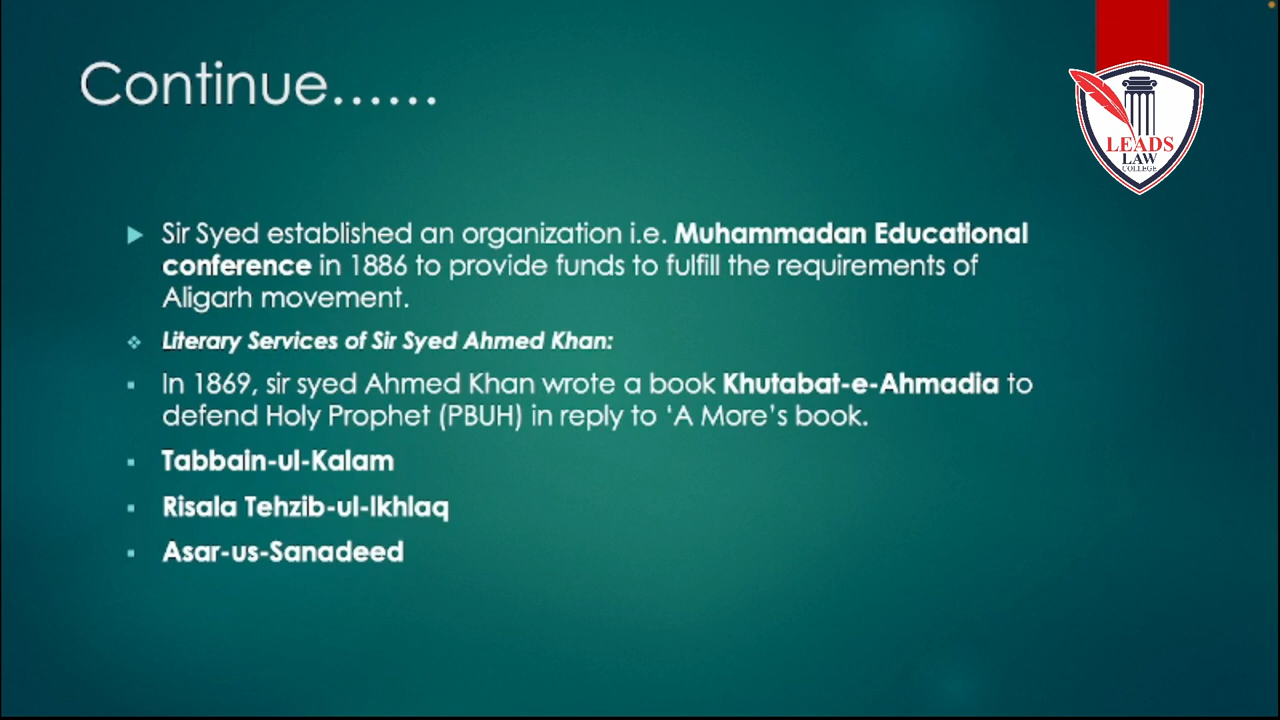 Continue......
LEADS
LAW
COLLEGE
Sir Syed established an organization i.e. Muhammadan Educational
conference in 1886 to provide funds to fulfill the requirements of
Aligarh movement.
Literary Services of Sir Syed Ahmed Khan:
In 1869, sir syed Ahmed Khan wrote a book Khutabat-e-Ahmadia to
defend Holy Prophet (PBUH) in reply to ‘A More’s book.
Tabbain-ul-Kalam
Risala Tehzib-ul-Ikhlaq
Asar-us-Sanadeed